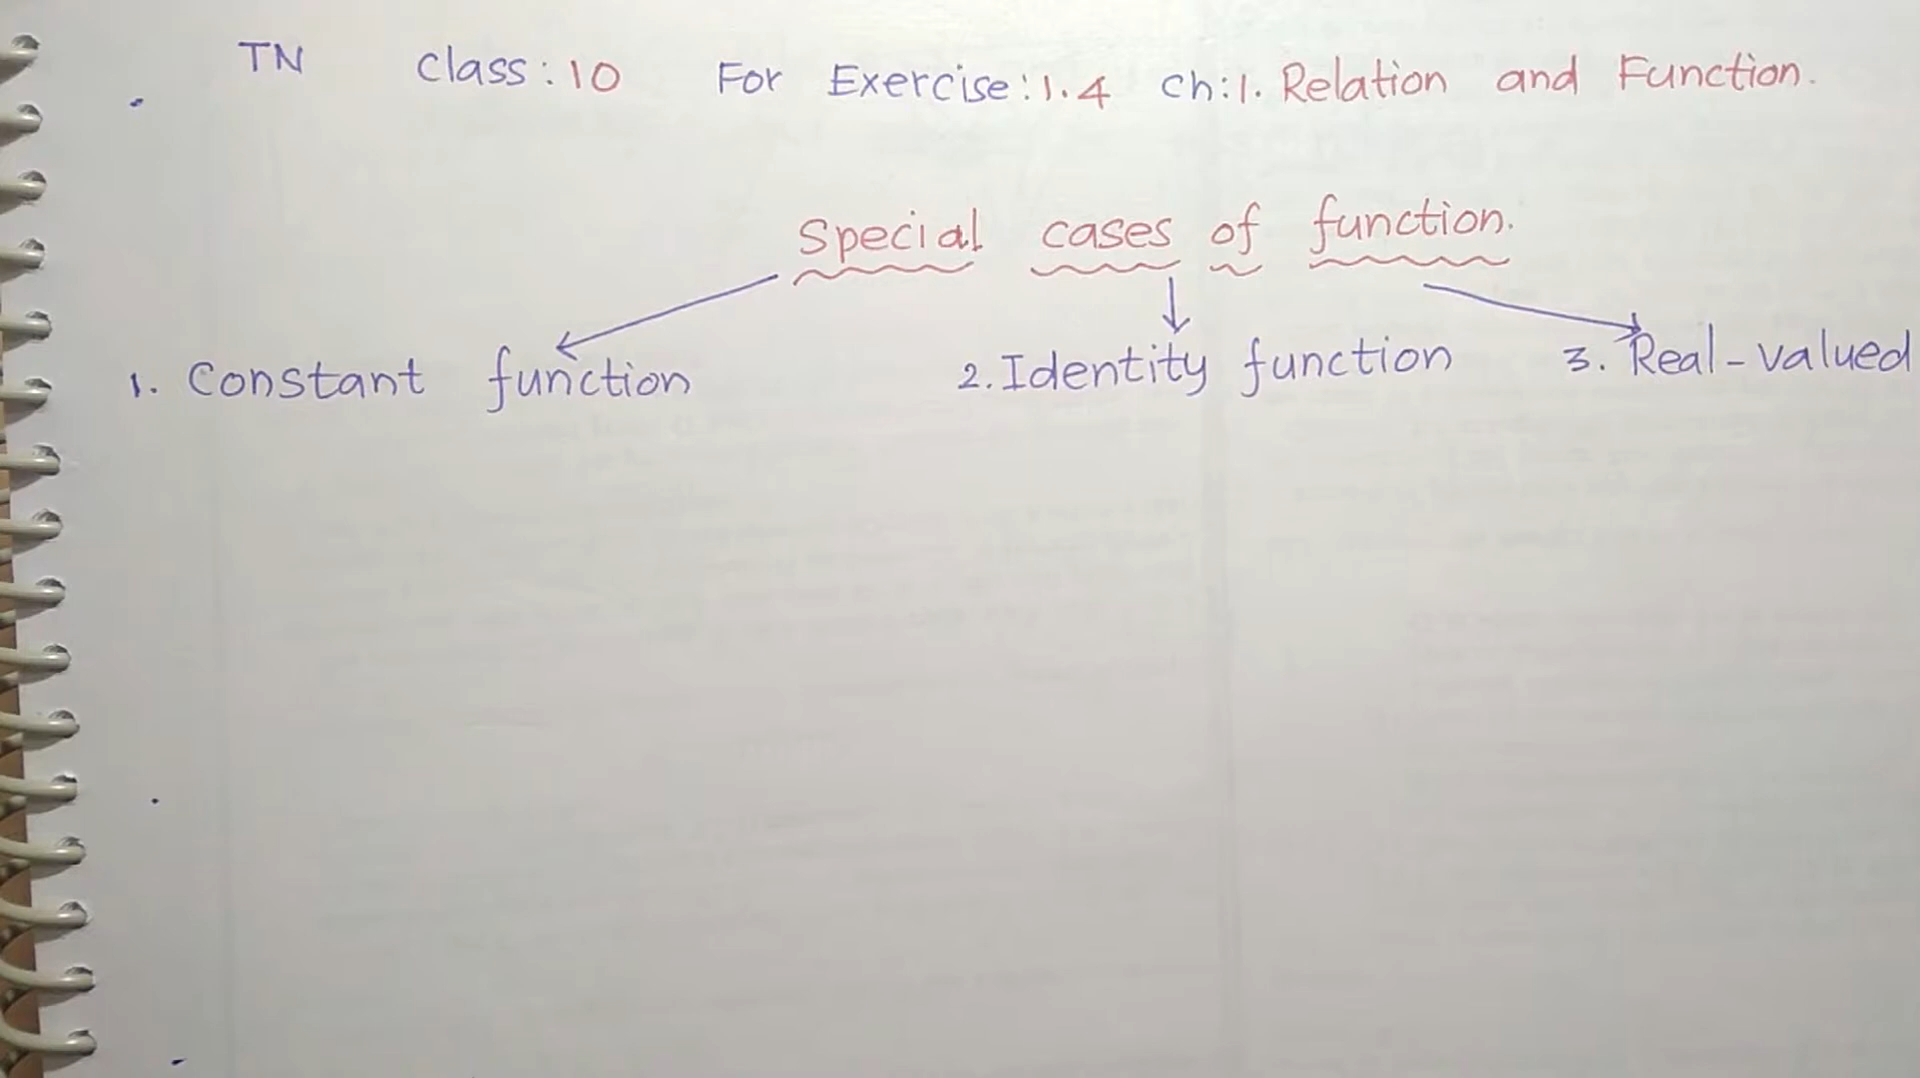 TN Class:10 For Exercise:1.4 Ch:1. Relation and Function.
Special cases of function.
1. Constant function 2. Identity function 3. Real-valued